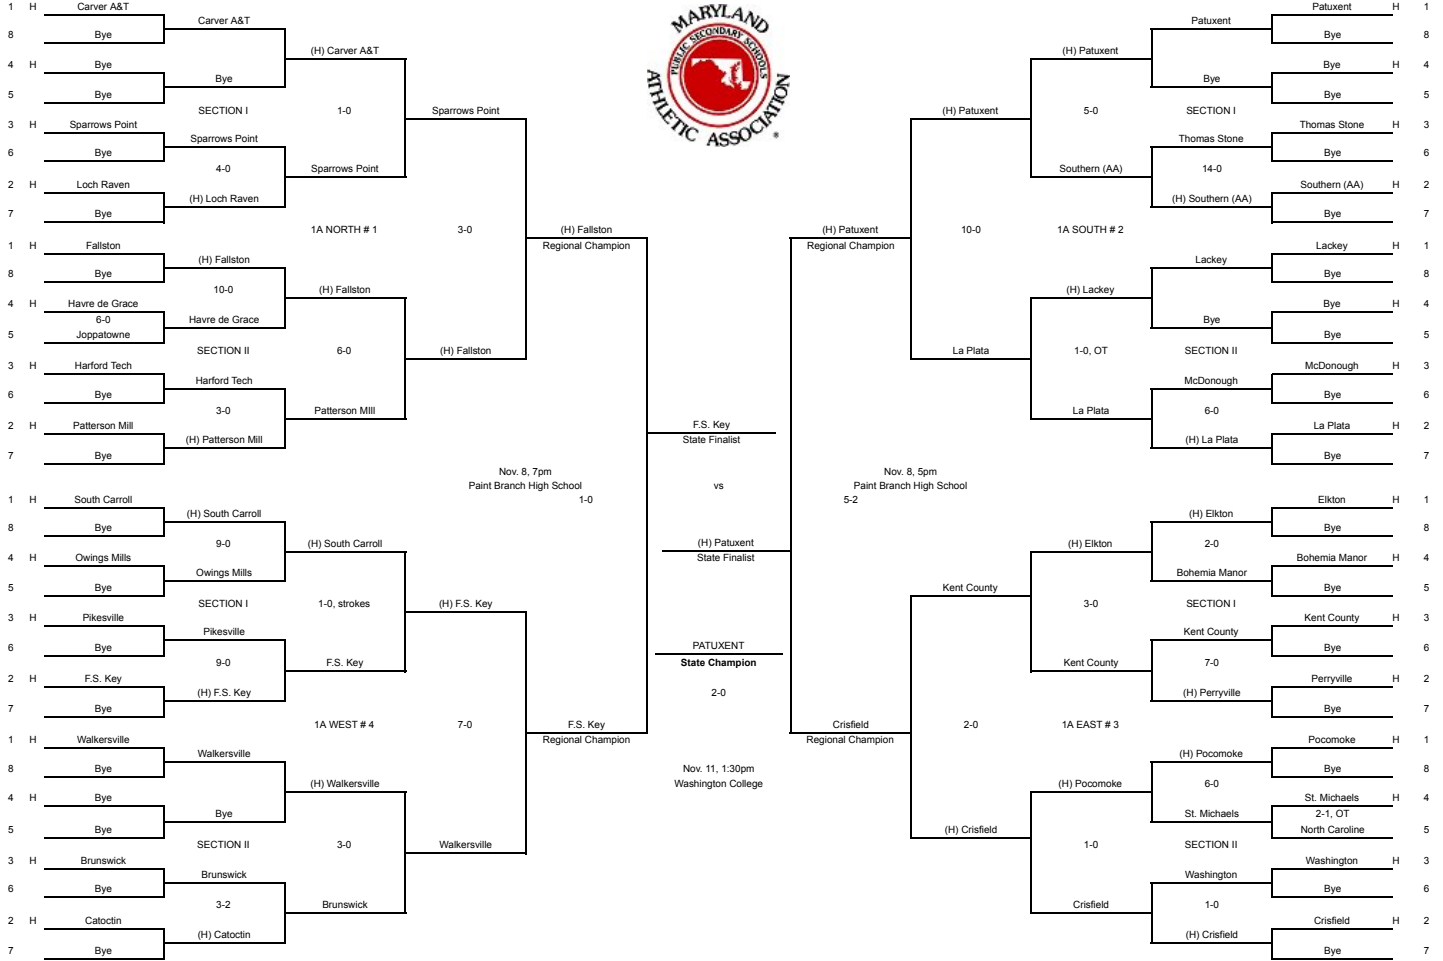 1 H Carver A&T
8 Bye
Carver A&T
4 H Bye
5 Bye
Bye
(H) Carver A&T
SECTION I
1-0
3 H Sparrows Point
6 Bye
Sparrows Point
4-0
2 H Loch Raven
7 Bye
(H) Loch Raven
Sparrows Point
Sparrows Point
1A NORTH # 1
3-0
1 H Fallston
8 Bye
(H) Fallston
10-0
4 H Havre de Grace
6-0
5 Joppatowne
Havre de Grace
(H) Fallston
SECTION II
6-0
(H) Fallston
3 H Harford Tech
6 Bye
Harford Tech
3-0
2 H Patterson Mill
7 Bye
(H) Patterson Mill
Patterson MIll
(H) Fallston
Regional Champion
Nov. 8, 7pm
Paint Branch High School
1-0
1 H South Carroll
8 Bye
(H) South Carroll
9-0
4 H Owings Mills
5 Bye
Owings Mills
(H) South Carroll
SECTION I
1-0, strokes
(H) F.S. Key
3 H Pikesville
6 Bye
Pikesville
9-0
2 H F.S. Key
7 Bye
(H) F.S. Key
F.S. Key
1A WEST # 4
7-0
F.S. Key
Regional Champion
1 H Walkersville
8 Bye
Walkersville
4 H Bye
5 Bye
Bye
(H) Walkersville
SECTION II
3-0
Walkersville
3 H Brunswick
6 Bye
Brunswick
3-2
2 H Catoctin
7 Bye
(H) Catoctin
Brunswick
MARYLAND
PUBLIC SECONDARY SCHOOLS
ATHLETIC ASSOCIATION
®
F.S. Key
State Finalist
vs
(H) Patuxent
State Finalist
PATUXENT
State Champion
2-0
Nov. 11, 1:30pm
Washington College
Patuxent H 1
Bye 8
Patuxent
Bye H 4
Bye 5
Bye
(H) Patuxent
5-0
SECTION I
(H) Patuxent
Thomas Stone H 3
Bye 6
Thomas Stone
14-0
Southern (AA) H 2
Bye 7
(H) Southern (AA)
Southern (AA)
(H) Patuxent
Regional Champion
10-0
1A SOUTH # 2
Lackey H 1
Bye 8
Lackey
Bye H 4
Bye 5
Bye
(H) Lackey
1-0, OT
SECTION II
La Plata
McDonough H 3
Bye 6
McDonough
6-0
La Plata H 2
Bye 7
(H) La Plata
La Plata
Nov. 8, 5pm
Paint Branch High School
5-2
Elkton H 1
Bye 8
(H) Elkton
2-0
Bohemia Manor H 4
Bye 5
Bohemia Manor
(H) Elkton
3-0
SECTION I
Kent County
Kent County H 3
Bye 6
Kent County
7-0
Perryville H 2
Bye 7
(H) Perryville
Kent County
Crisfield
Regional Champion
2-0
1A EAST # 3
Pocomoke H 1
Bye 8
(H) Pocomoke
6-0
St. Michaels H 4
2-1, OT
North Caroline 5
St. Michaels
(H) Pocomoke
1-0
SECTION II
(H) Crisfield
Washington H 3
Bye 6
Washington
1-0
Crisfield H 2
Bye 7
(H) Crisfield
Crisfield